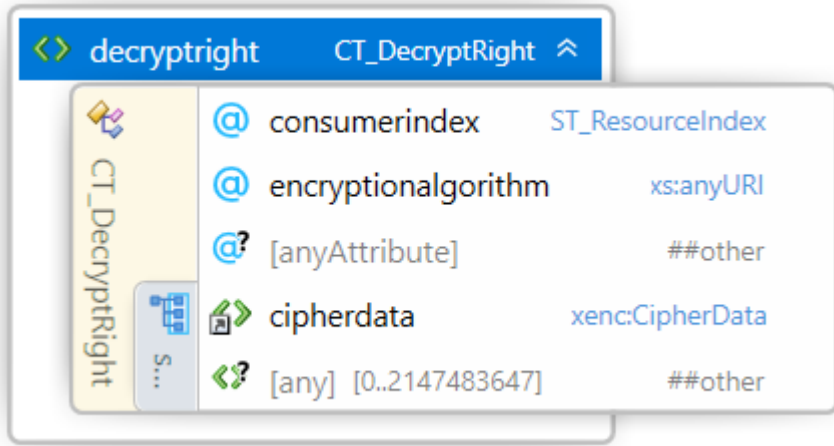 decryptright CT_DecryptRight
CT_DecryptRight
S...
@ consumerindex ST_ResourceIndex
@ encryptionalgorithm xs:anyURI
@? [anyAttribute] ##other
cipherdata xenc:CipherData
? [any] [0..2147483647] ##other